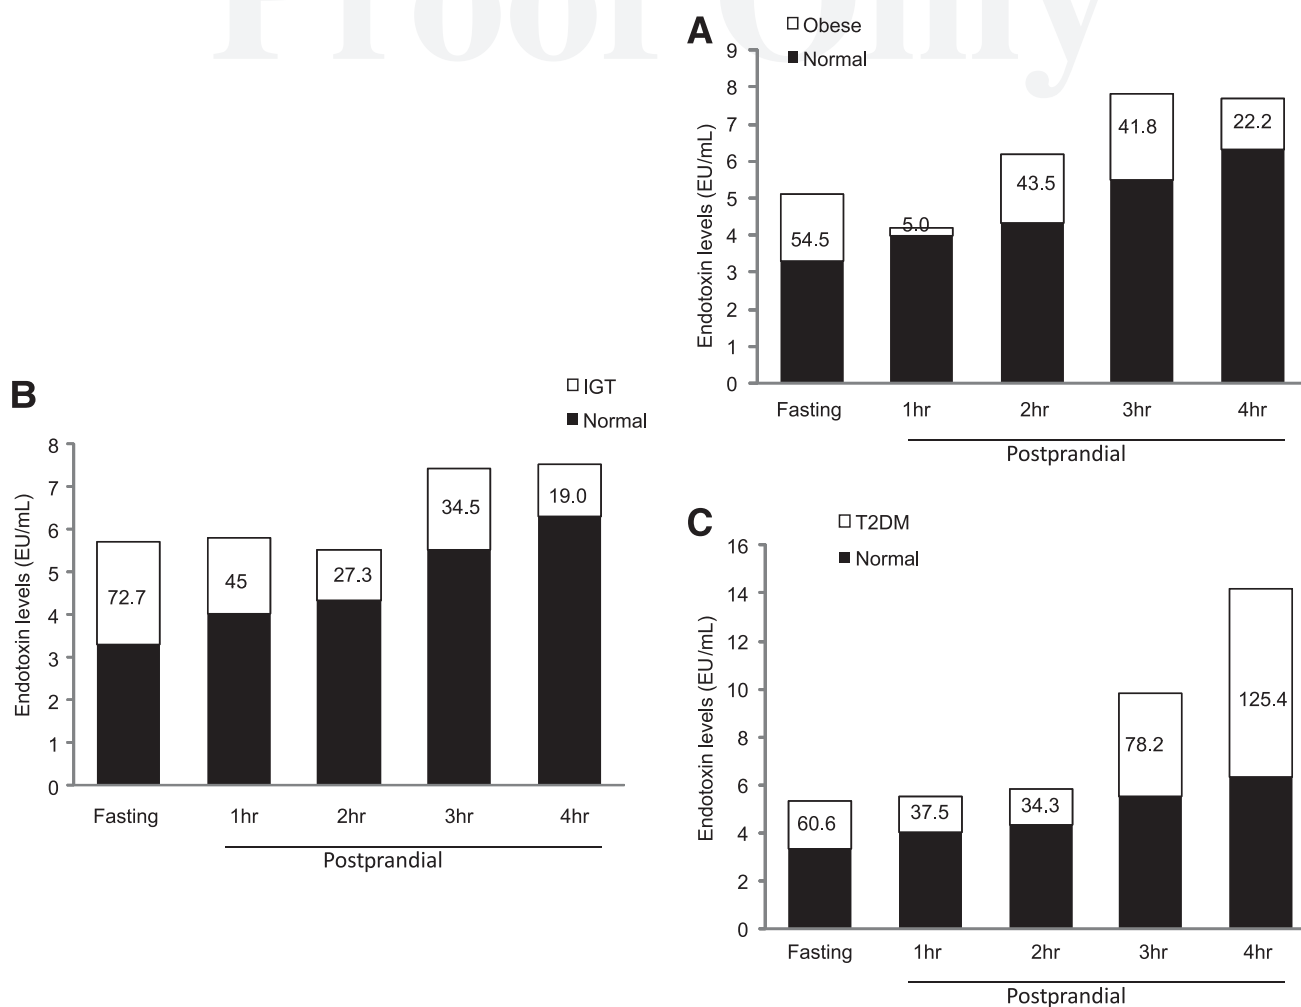 Proof Only
A
Obese
Normal
Endotoxin levels (EU/mL)
9
8
7
6
5
4
3
2
1
0
54.5
5.0
43.5
41.8
22.2
Fasting 1hr 2hr 3hr 4hr
Postprandial
B
IGT
Normal
Endotoxin levels (EU/mL)
8
7
6
5
4
3
2
1
0
72.7
45
27.3
34.5
19.0
Fasting 1hr 2hr 3hr 4hr
Postprandial
C
T2DM
Normal
Endotoxin levels (EU/mL)
16
14
12
10
8
6
4
2
0
60.6
37.5
34.3
78.2
125.4
Fasting 1hr 2hr 3hr 4hr
Postprandial